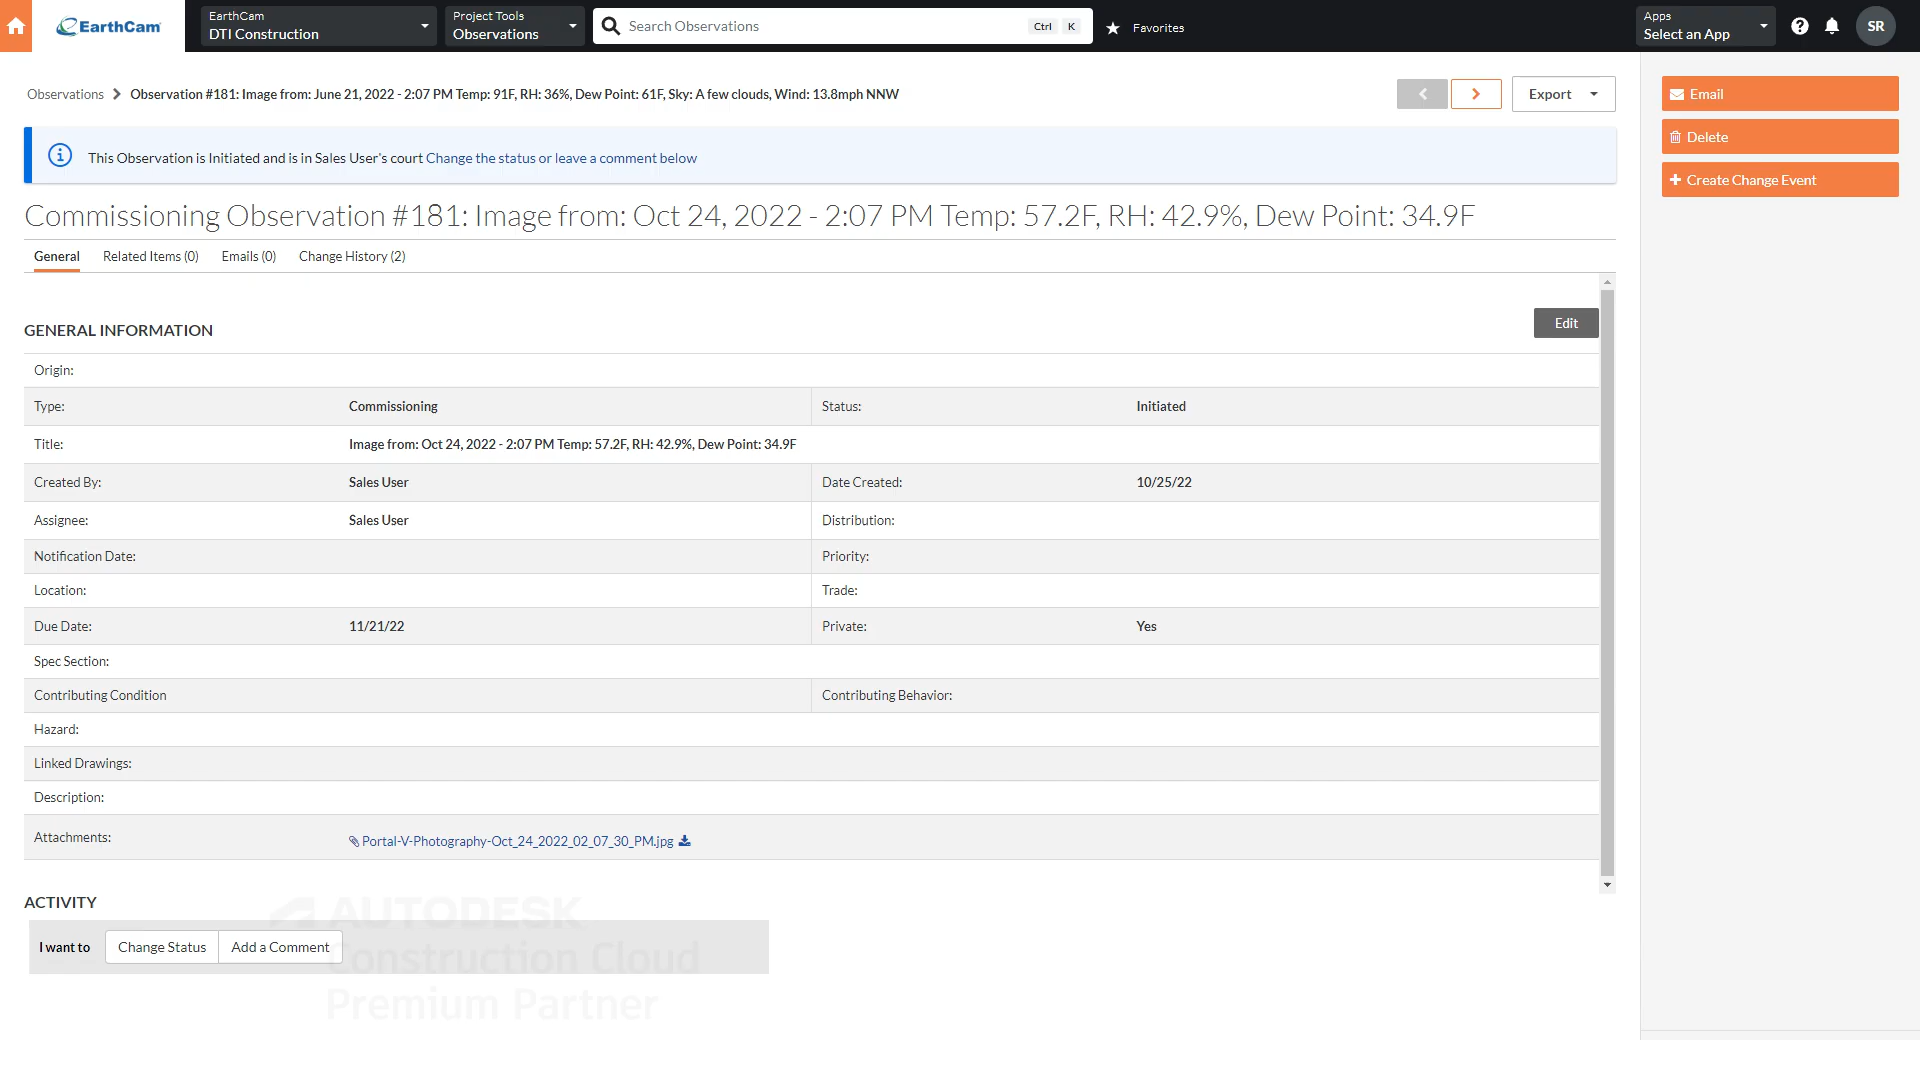 EarthCam
EarthCam
DTI Construction
Project Tools
Observations
Search Observations
Ctrl
K
Favorites
Apps
Select an App
SR
Observations
Observation #181: Image from: June 21, 2022 - 2:07 PM Temp: 91F, RH: 36%, Dew Point: 61F, Sky: A few clouds, Wind: 13.8mph NNW
Export
Email
Delete
Create Change Event
This Observation is Initiated and is in Sales User's court Change the status or leave a comment below
Commissioning Observation #181: Image from: Oct 24, 2022 - 2:07 PM Temp: 57.2F, RH: 42.9%, Dew Point: 34.9F
General
Related Items (0)
Emails (0)
Change History (2)
GENERAL INFORMATION
Edit
Origin:
Type:
Commissioning
Status:
Initiated
Title:
Image from: Oct 24, 2022 - 2:07 PM Temp: 57.2F, RH: 42.9%, Dew Point: 34.9F
Created By:
Sales User
Date Created:
10/25/22
Assignee:
Sales User
Distribution:
Notification Date:
Priority:
Location:
Trade:
Due Date:
11/21/22
Private:
Yes
Spec Section:
Contributing Condition
Contributing Behavior:
Hazard:
Linked Drawings:
Description:
Attachments:
Portal-V-Photography-Oct_24_2022_02_07_30_PM.jpg
ACTIVITY
AUTODESK
I want to
Change Status
Add a Comment
Construction Cloud
Premium Partner